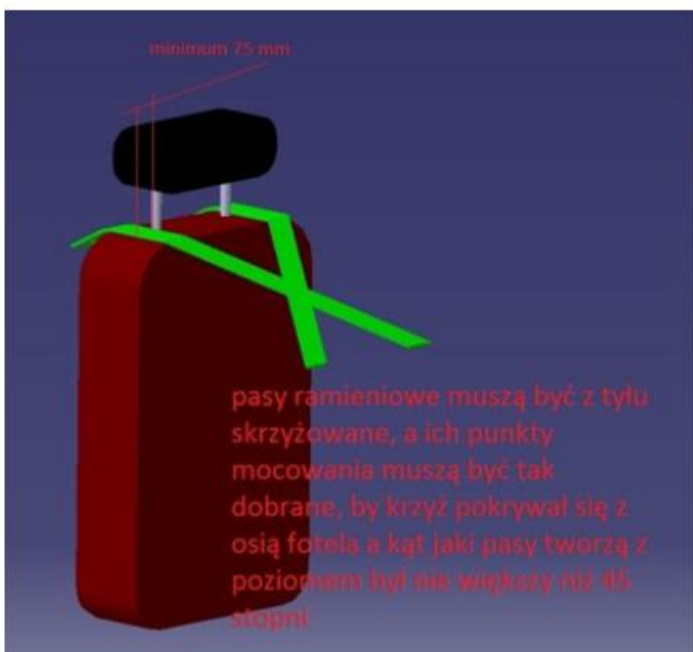 minimum 75 mm
pasy ramieniowe muszą być z tyłu
skrzyżowane, a ich punkty
mocowania muszą być tak
dobrane, by krzyż pokrywał się z
osią fotela a kąt jaki pasy tworzą z
poziomem był nie większy niż 45
stopni